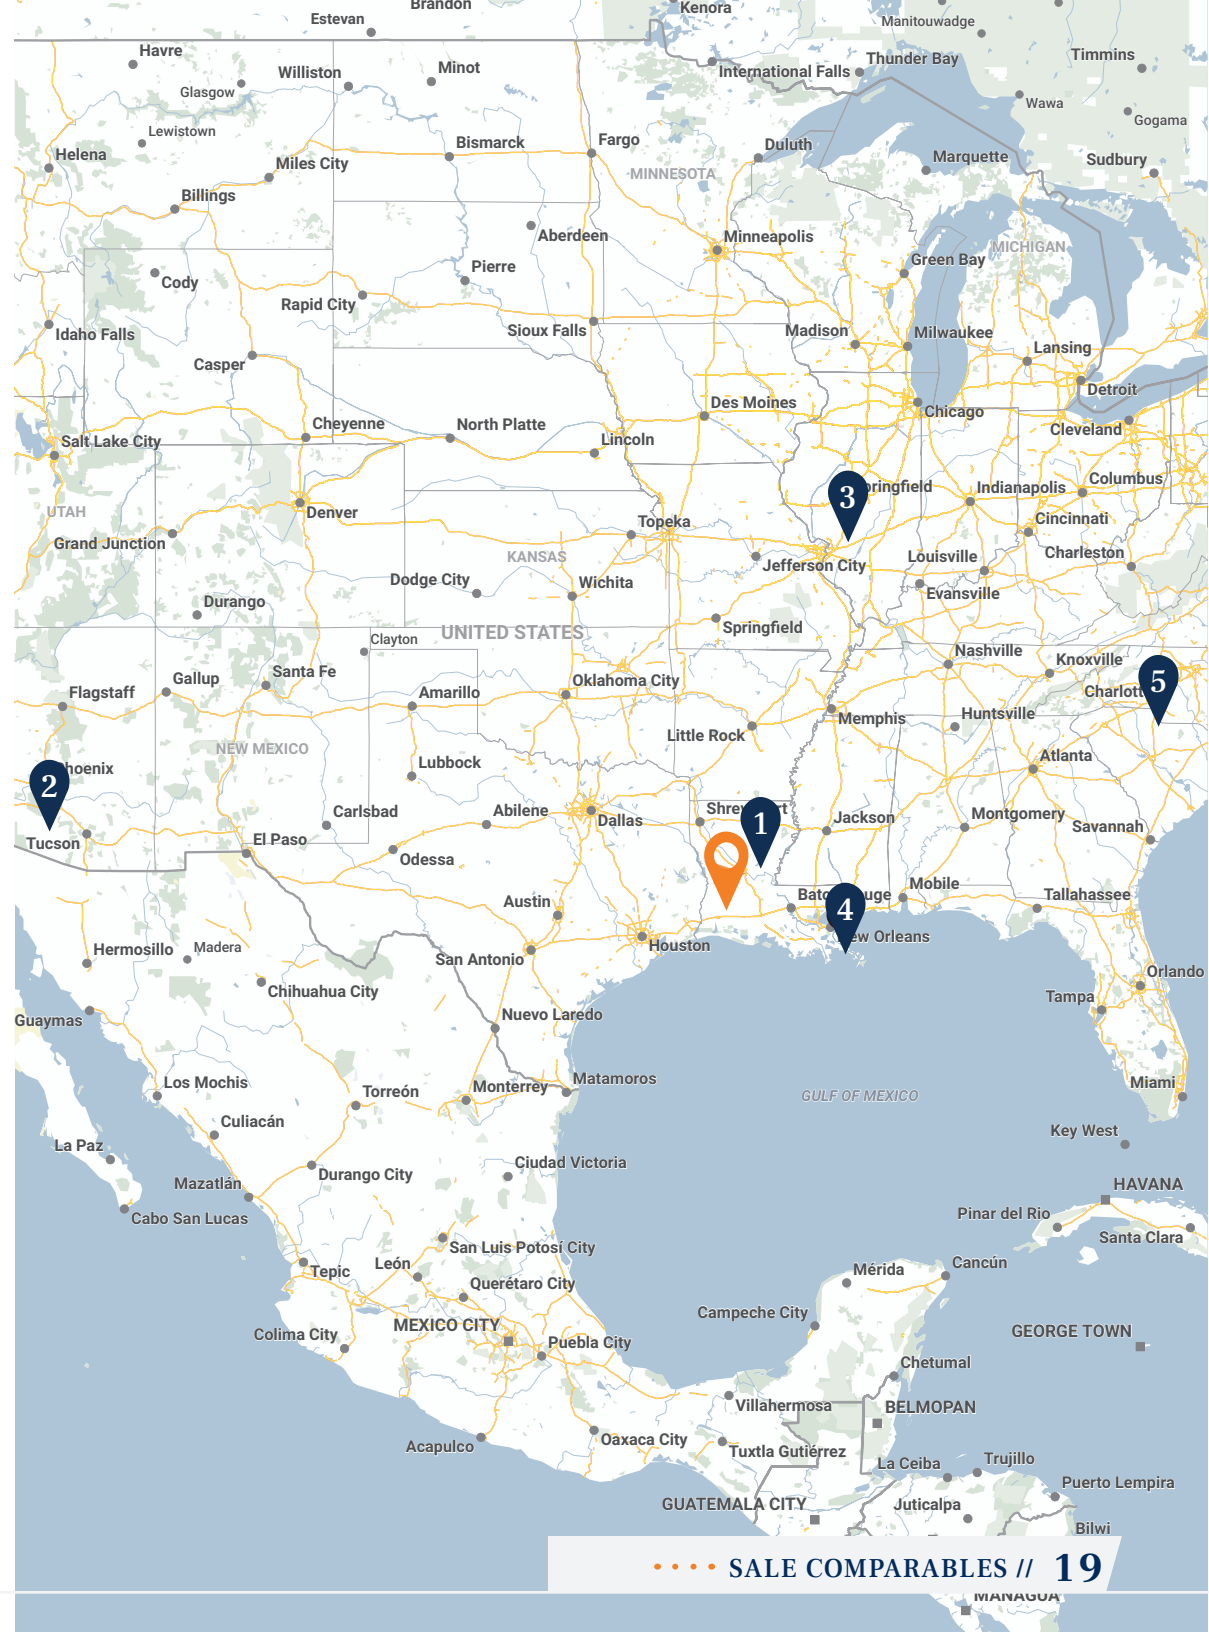 Brandon
Kenora
Estevan
Manitouwadge
Havre
Timmins
Thunder Bay
Williston
Minot
International Falls
Glasgow
Wawa
Gogama
Lewistown
Helena
Bismarck
Fargo
Duluth
Marquette
Sudbury
Miles City
MINNESOTA
Billings
Aberdeen
Minneapolis
MICHIGAN
Green Bay
Cody
Pierre
Rapid City
Idaho Falls
Sioux Falls
Madison
Milwaukee
Lansing
Casper
Detroit
Des Moines
Chicago
Cheyenne
North Platte
Cleveland
Salt Lake City
Lincoln
Columbus
3
pringfield
Indianapolis
UTAH
Denver
Topeka
Cincinnati
Grand Junction
KANSAS
Jefferson City
Louisville
Charleston
Dodge City
Wichita
Evansville
Durango
Clayton
UNITED STATES
Springfield
Nashville
Knoxville
Santa Fe
Gallup
Flagstaff
Amarillo
Oklahoma City
Charlott
5
Memphis
Huntsville
Little Rock
NEW MEXICO
Atlanta
Lubbock
hoenix
2
Carlsbad
Abilene
Dallas
Shrev
rt
1
Jackson
Montgomery
Savannah
Tucson
El Paso
Odessa
Mobile
Tallahassee
Austin
Bato
uge
4
Houston
ew Orleans
Hermosillo
Madera
San Antonio
Orlando
Chihuahua City
Tampa
Guaymas
Nuevo Laredo
Los Mochis
Torreón
Monterrey
Matamoros
Miami
GULF OF MEXICO
Culiacán
Key West
La Paz
Durango City
Ciudad Victoria
Mazatlán
HAVANA
Cabo San Lucas
Pinar del Rio
Santa Clara
San Luis Potosí City
Tepic
León
Mérida
Cancún
Querétaro City
Campeche City
MEXICO CITY
Colima City
Puebla City
GEORGE TOWN
Chetumal
Villahermosa
BELMOPAN
Acapulco
Oaxaca City
Tuxtla Gutiérrez
La Ceiba
Trujillo
Puerto Lempira
GUATEMALA CITY
Juticalpa
Bilwi
SALE COMPARABLES // 19
MANAGUA